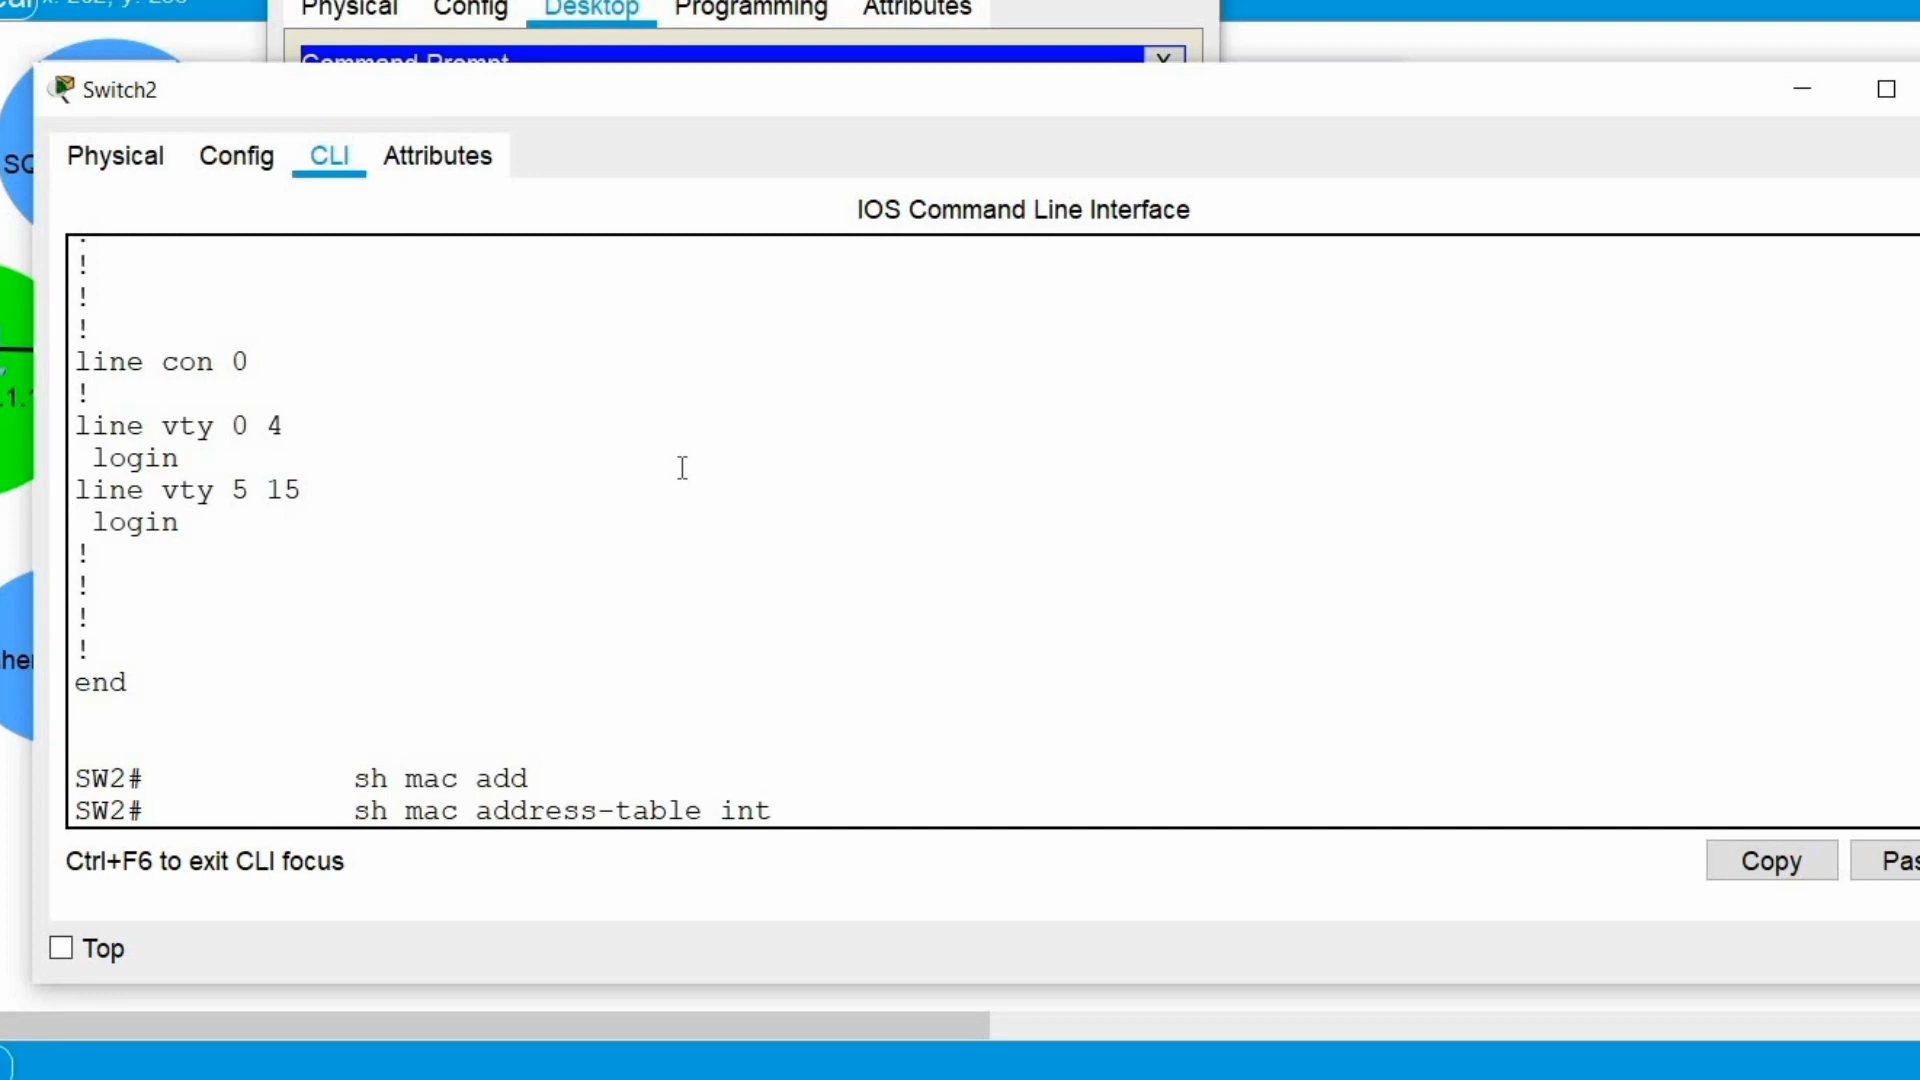 Physical Config Desktop Programming Attributes
Command Prompt X
Switch2
Physical Config CLI Attributes
IOS Command Line Interface
!
!
!
!
line con 0
!
line vty 0 4
 login
line vty 5 15
 login
!
!
!
!
end
SW2# sh mac add
SW2# sh mac address-table int
Ctrl+F6 to exit CLI focus
Copy
Top